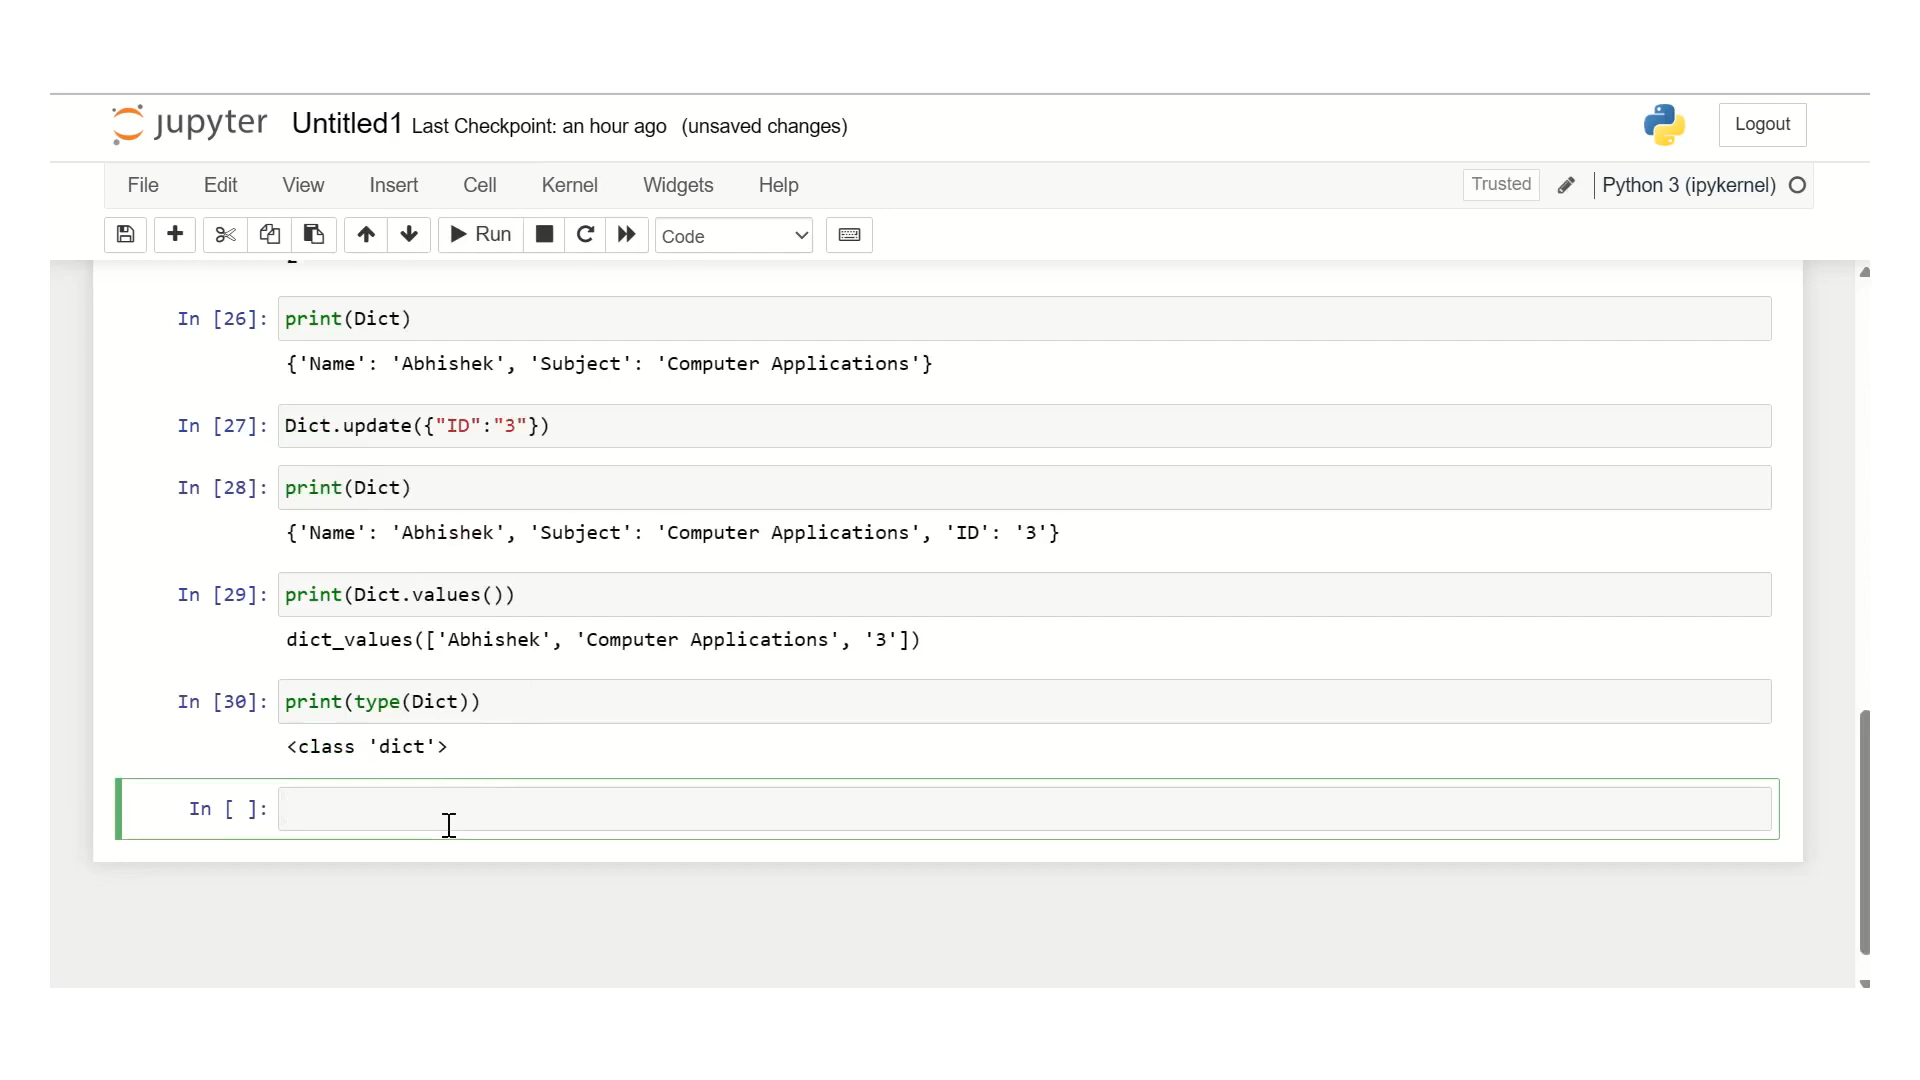 jupyter Untitled1 Last Checkpoint: an hour ago (unsaved changes) Logout
File Edit View Insert Cell Kernel Widgets Help Trusted Python 3 (ipykernel)
Run Code
In [26]: print(Dict)
{'Name': 'Abhishek', 'Subject': 'Computer Applications'}
In [27]: Dict.update({"ID":"3"})
In [28]: print(Dict)
{'Name': 'Abhishek', 'Subject': 'Computer Applications', 'ID': '3'}
In [29]: print(Dict.values())
dict_values(['Abhishek', 'Computer Applications', '3'])
In [30]: print(type(Dict))
<class 'dict'>
In [ ]: